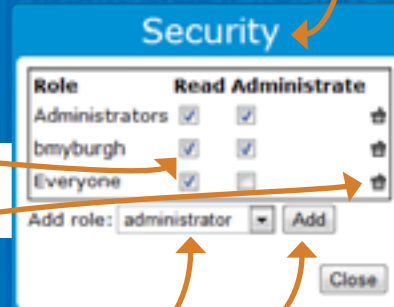 Security
Role Read Administrate
Administrators
bmyburgh
Everyone
Add role: administrator Add
Close